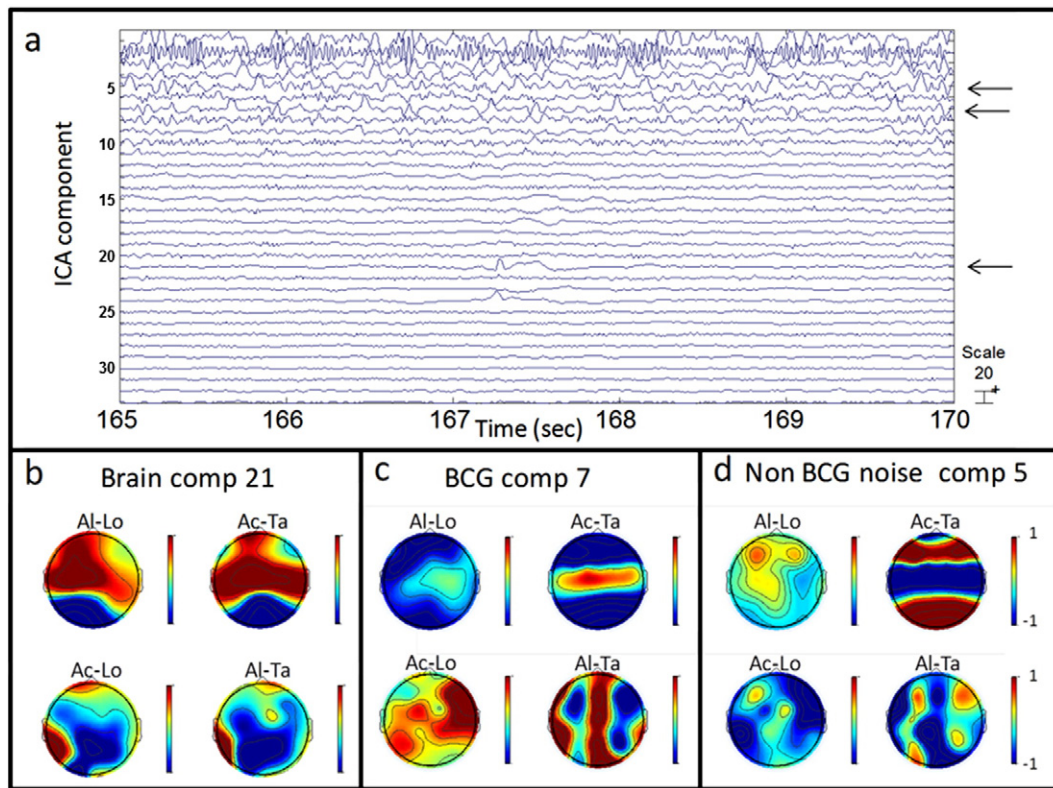 a
ICA component
5
10
15
20
25
30
Scale
20
+
165 166 167 168 169 170
Time (sec)
b Brain comp 21
Al-Lo Ac-Ta
Ac-Lo Al-Ta
c BCG comp 7
Al-Lo Ac-Ta
Ac-Lo Al-Ta
d Non BCG noise comp 5
Al-Lo Ac-Ta
1
-1
Ac-Lo Al-Ta
1
-1